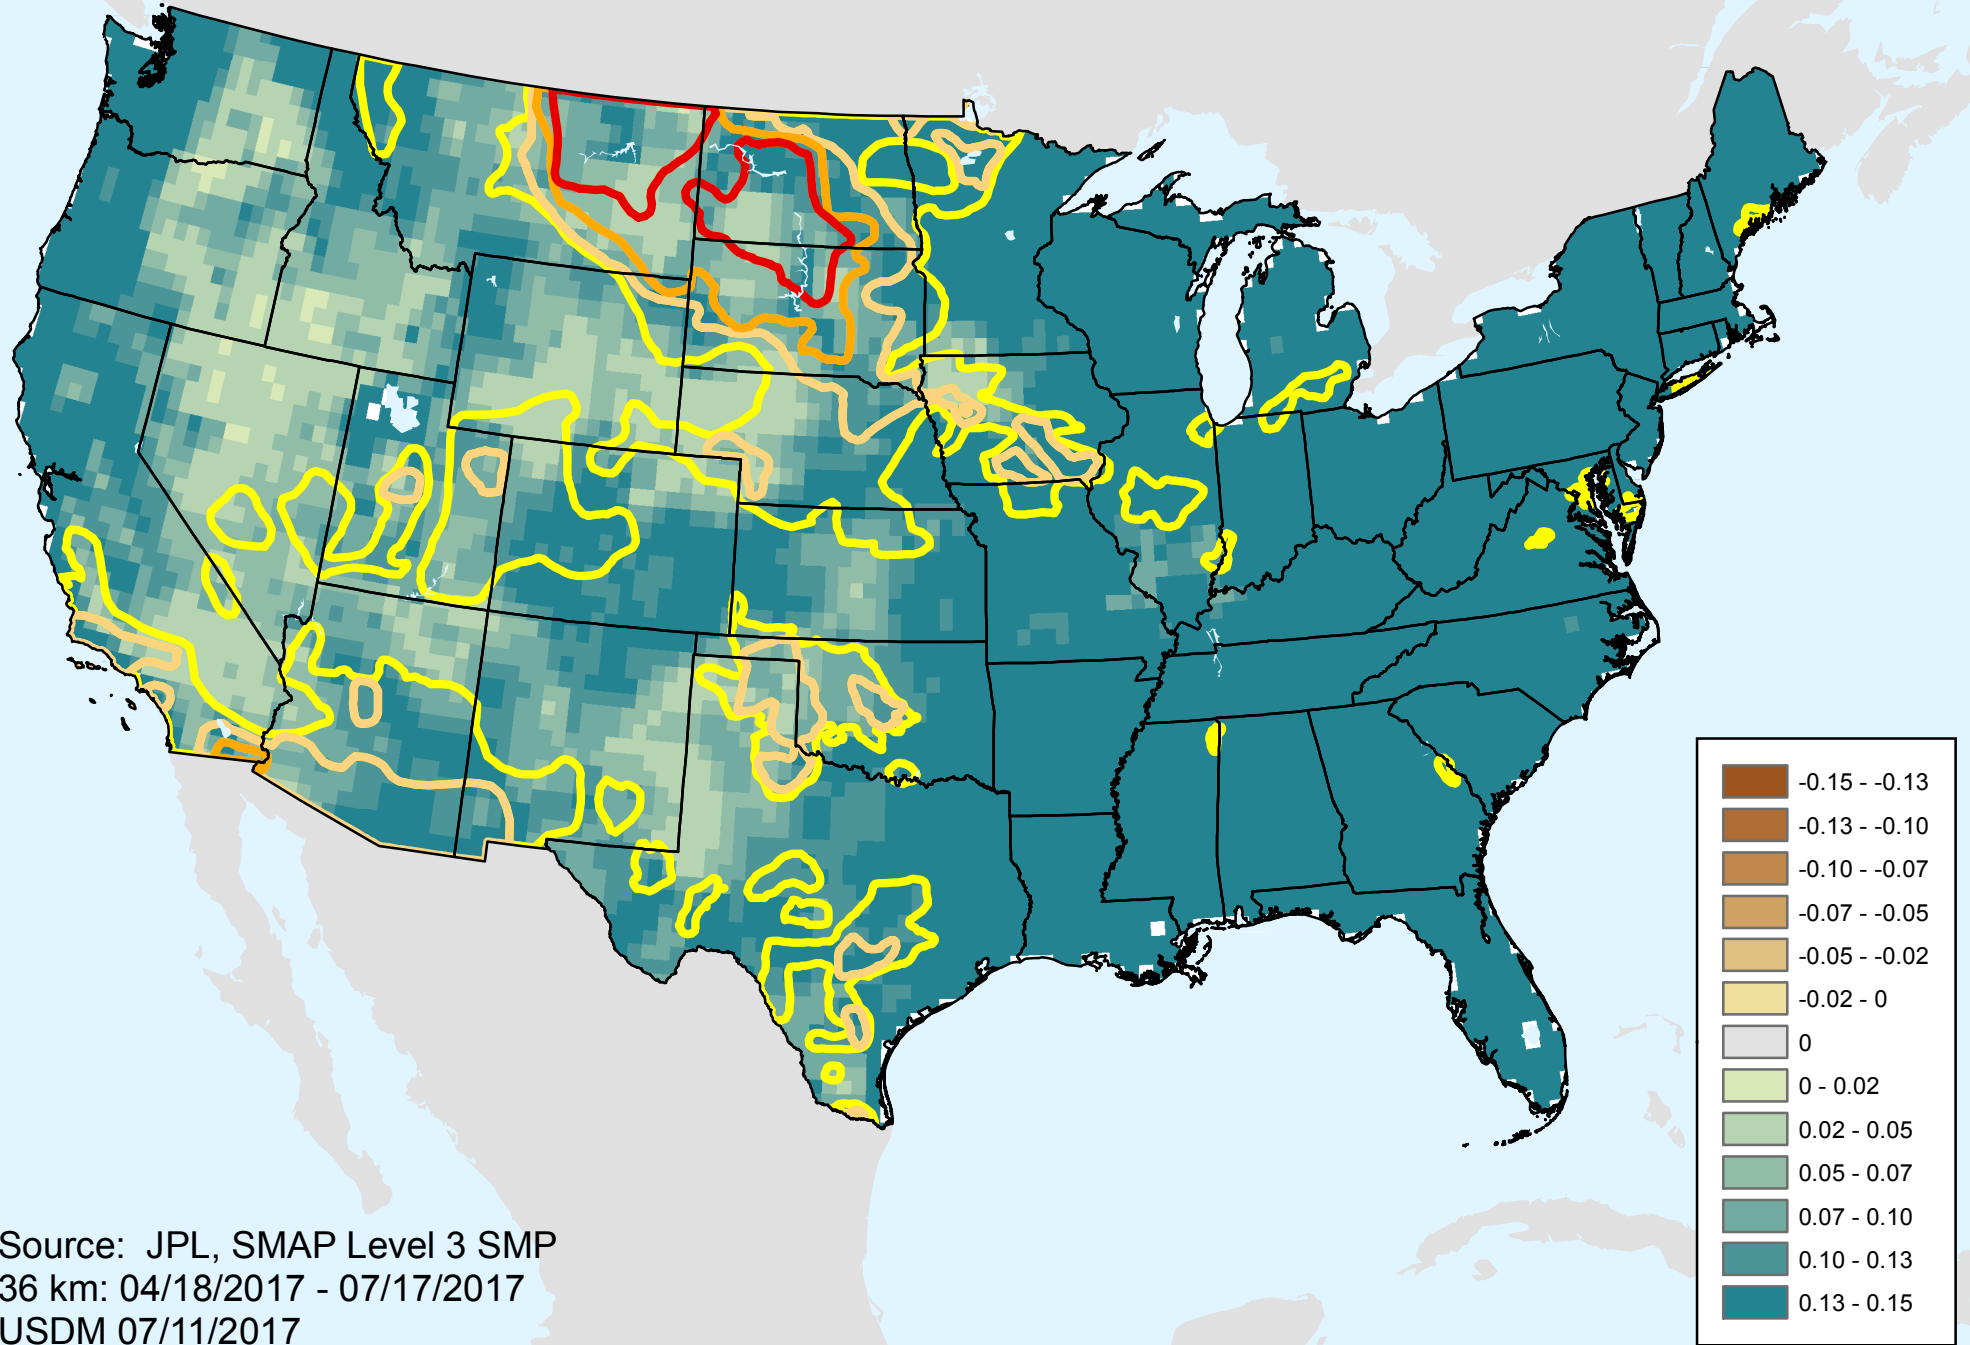 -0.15 - -0.13
-0.13 - -0.10
-0.10 - -0.07
-0.07 - -0.05
-0.05 - -0.02
-0.02 - 0
0
0 - 0.02
0.02 - 0.05
0.05 - 0.07
0.07 - 0.10
0.10 - 0.13
0.13 - 0.15
Source:  JPL, SMAP Level 3 SMP
36 km: 04/18/2017 - 07/17/2017
USDM 07/11/2017